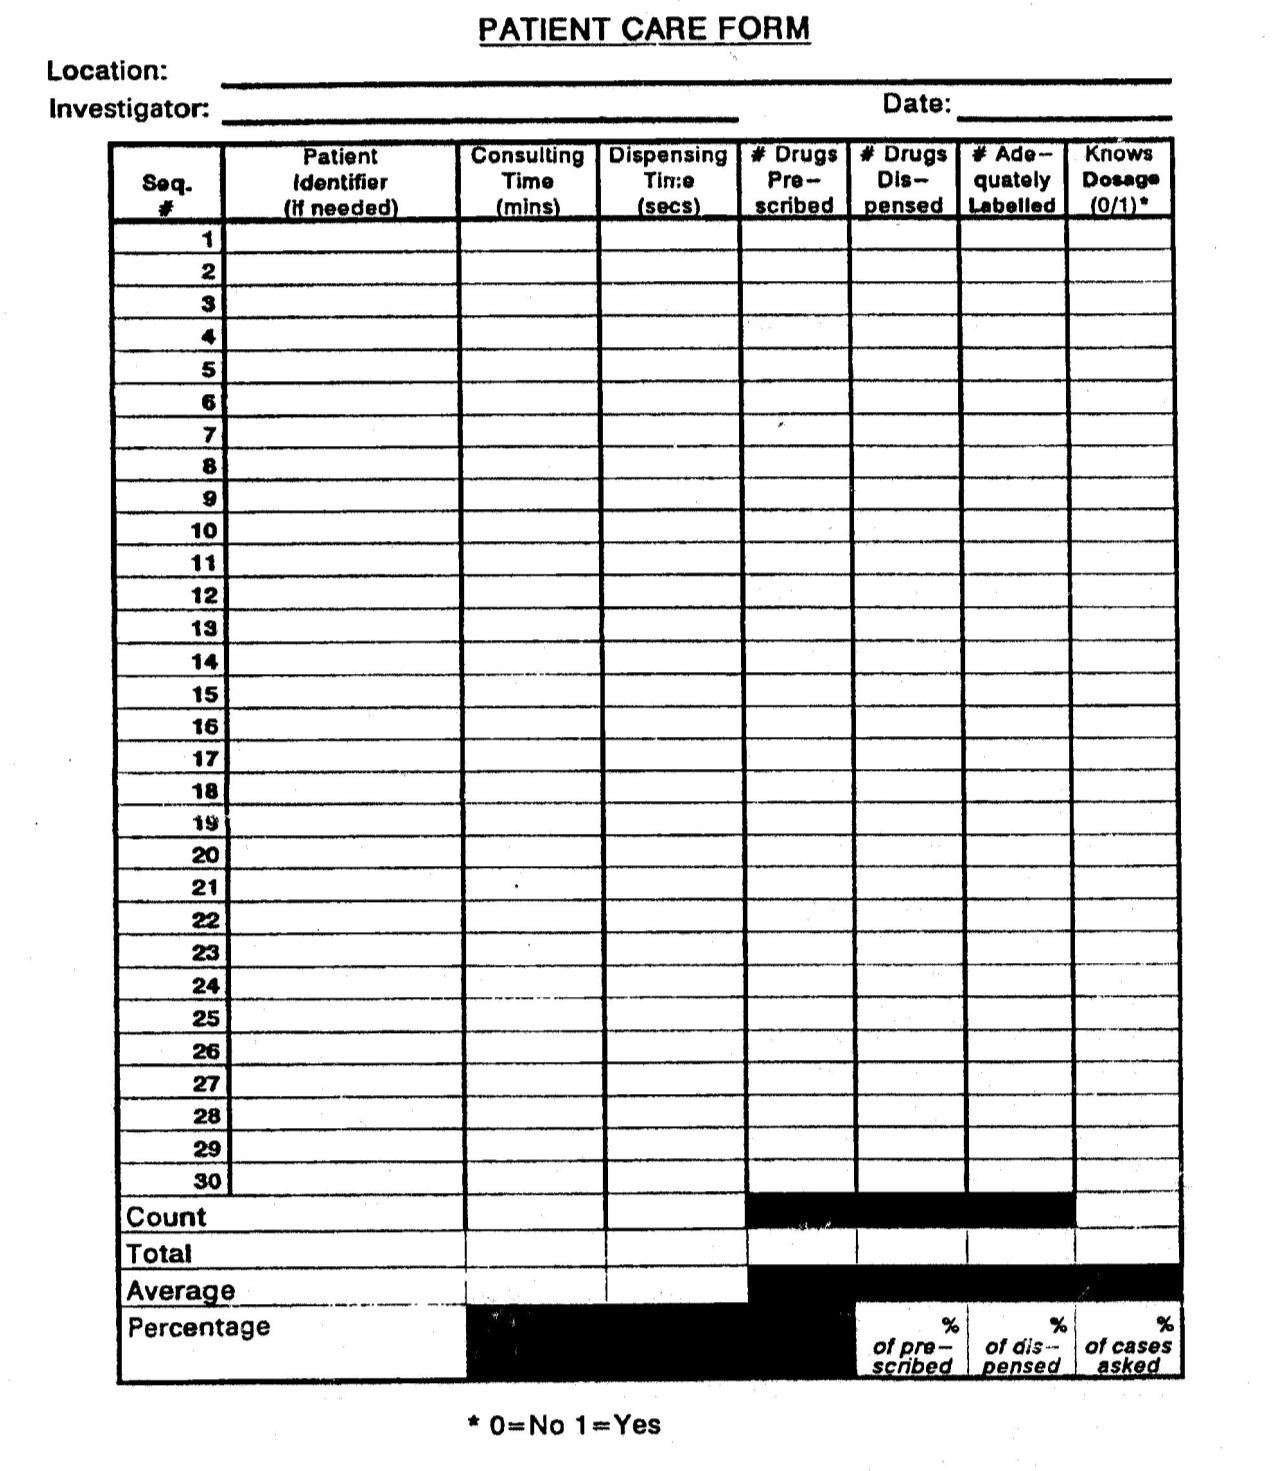 PATIENT CARE FORM
Location:
Investigator: Date:
Seq. #
Patient Identifier (if needed)
Consulting Time (mins)
Dispensing Time (secs)
# Drugs Pre- scribed
# Drugs Dis- pensed
# Ade- quately Labelled
Knows Dosage (0/1)*
1
2
3
4
5
6
7
8
9
10
11
12
13
14
15
16
17
18
19
20
21
22
23
24
25
26
27
28
29
30
Count
Total
Average
Percentage
% of pre- scribed
% of dis- pensed
% of cases asked
* 0=No 1=Yes